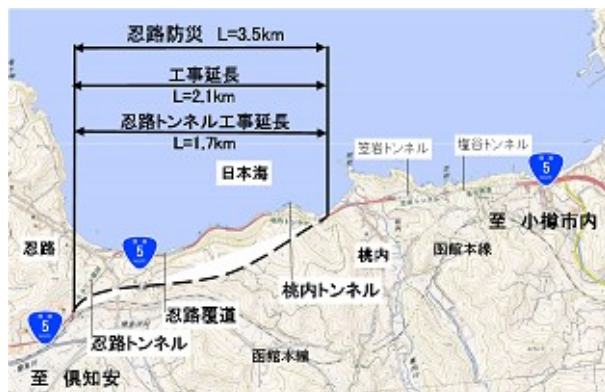 忍路防災 L=3.5km
工事延長
L=2.1km
忍路トンネル工事延長
L=1.7km
笠岩トンネル
塩谷トンネル
日本海
5
至 小樽市内
忍路
5
桃内
函館本線
桃内トンネル
忍路覆道
5
忍路トンネル
函館本線
至 倶知安